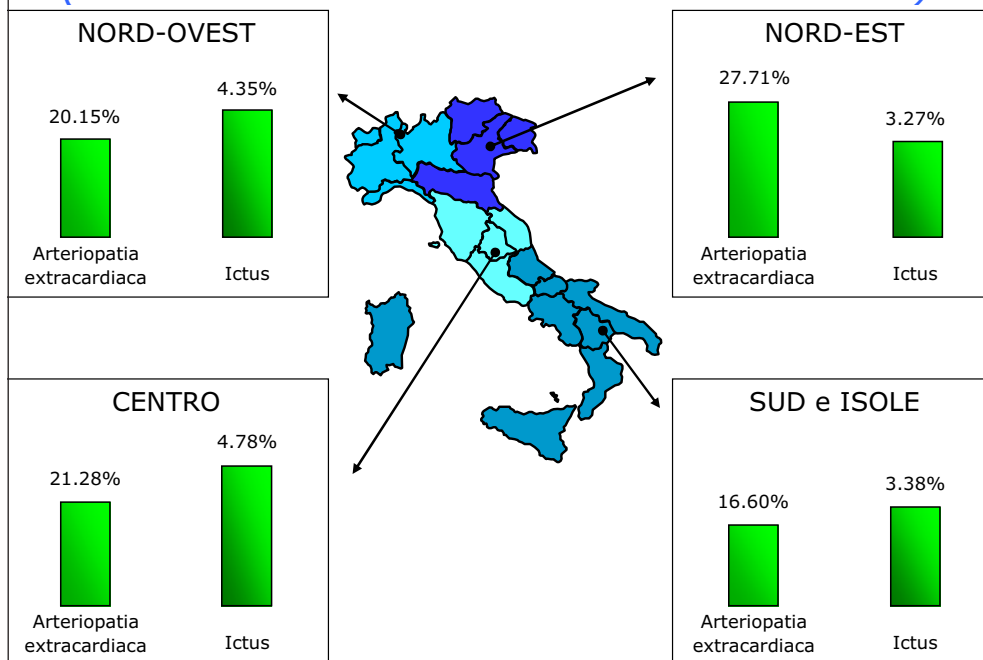 NORD-OVEST
20.15%
4.35%
Arteriopatia
extracardiaca
Ictus
NORD-EST
27.71%
3.27%
Arteriopatia
extracardiaca
Ictus
CENTRO
21.28%
4.78%
Arteriopatia
extracardiaca
Ictus
SUD e ISOLE
16.60%
3.38%
Arteriopatia
extracardiaca
Ictus